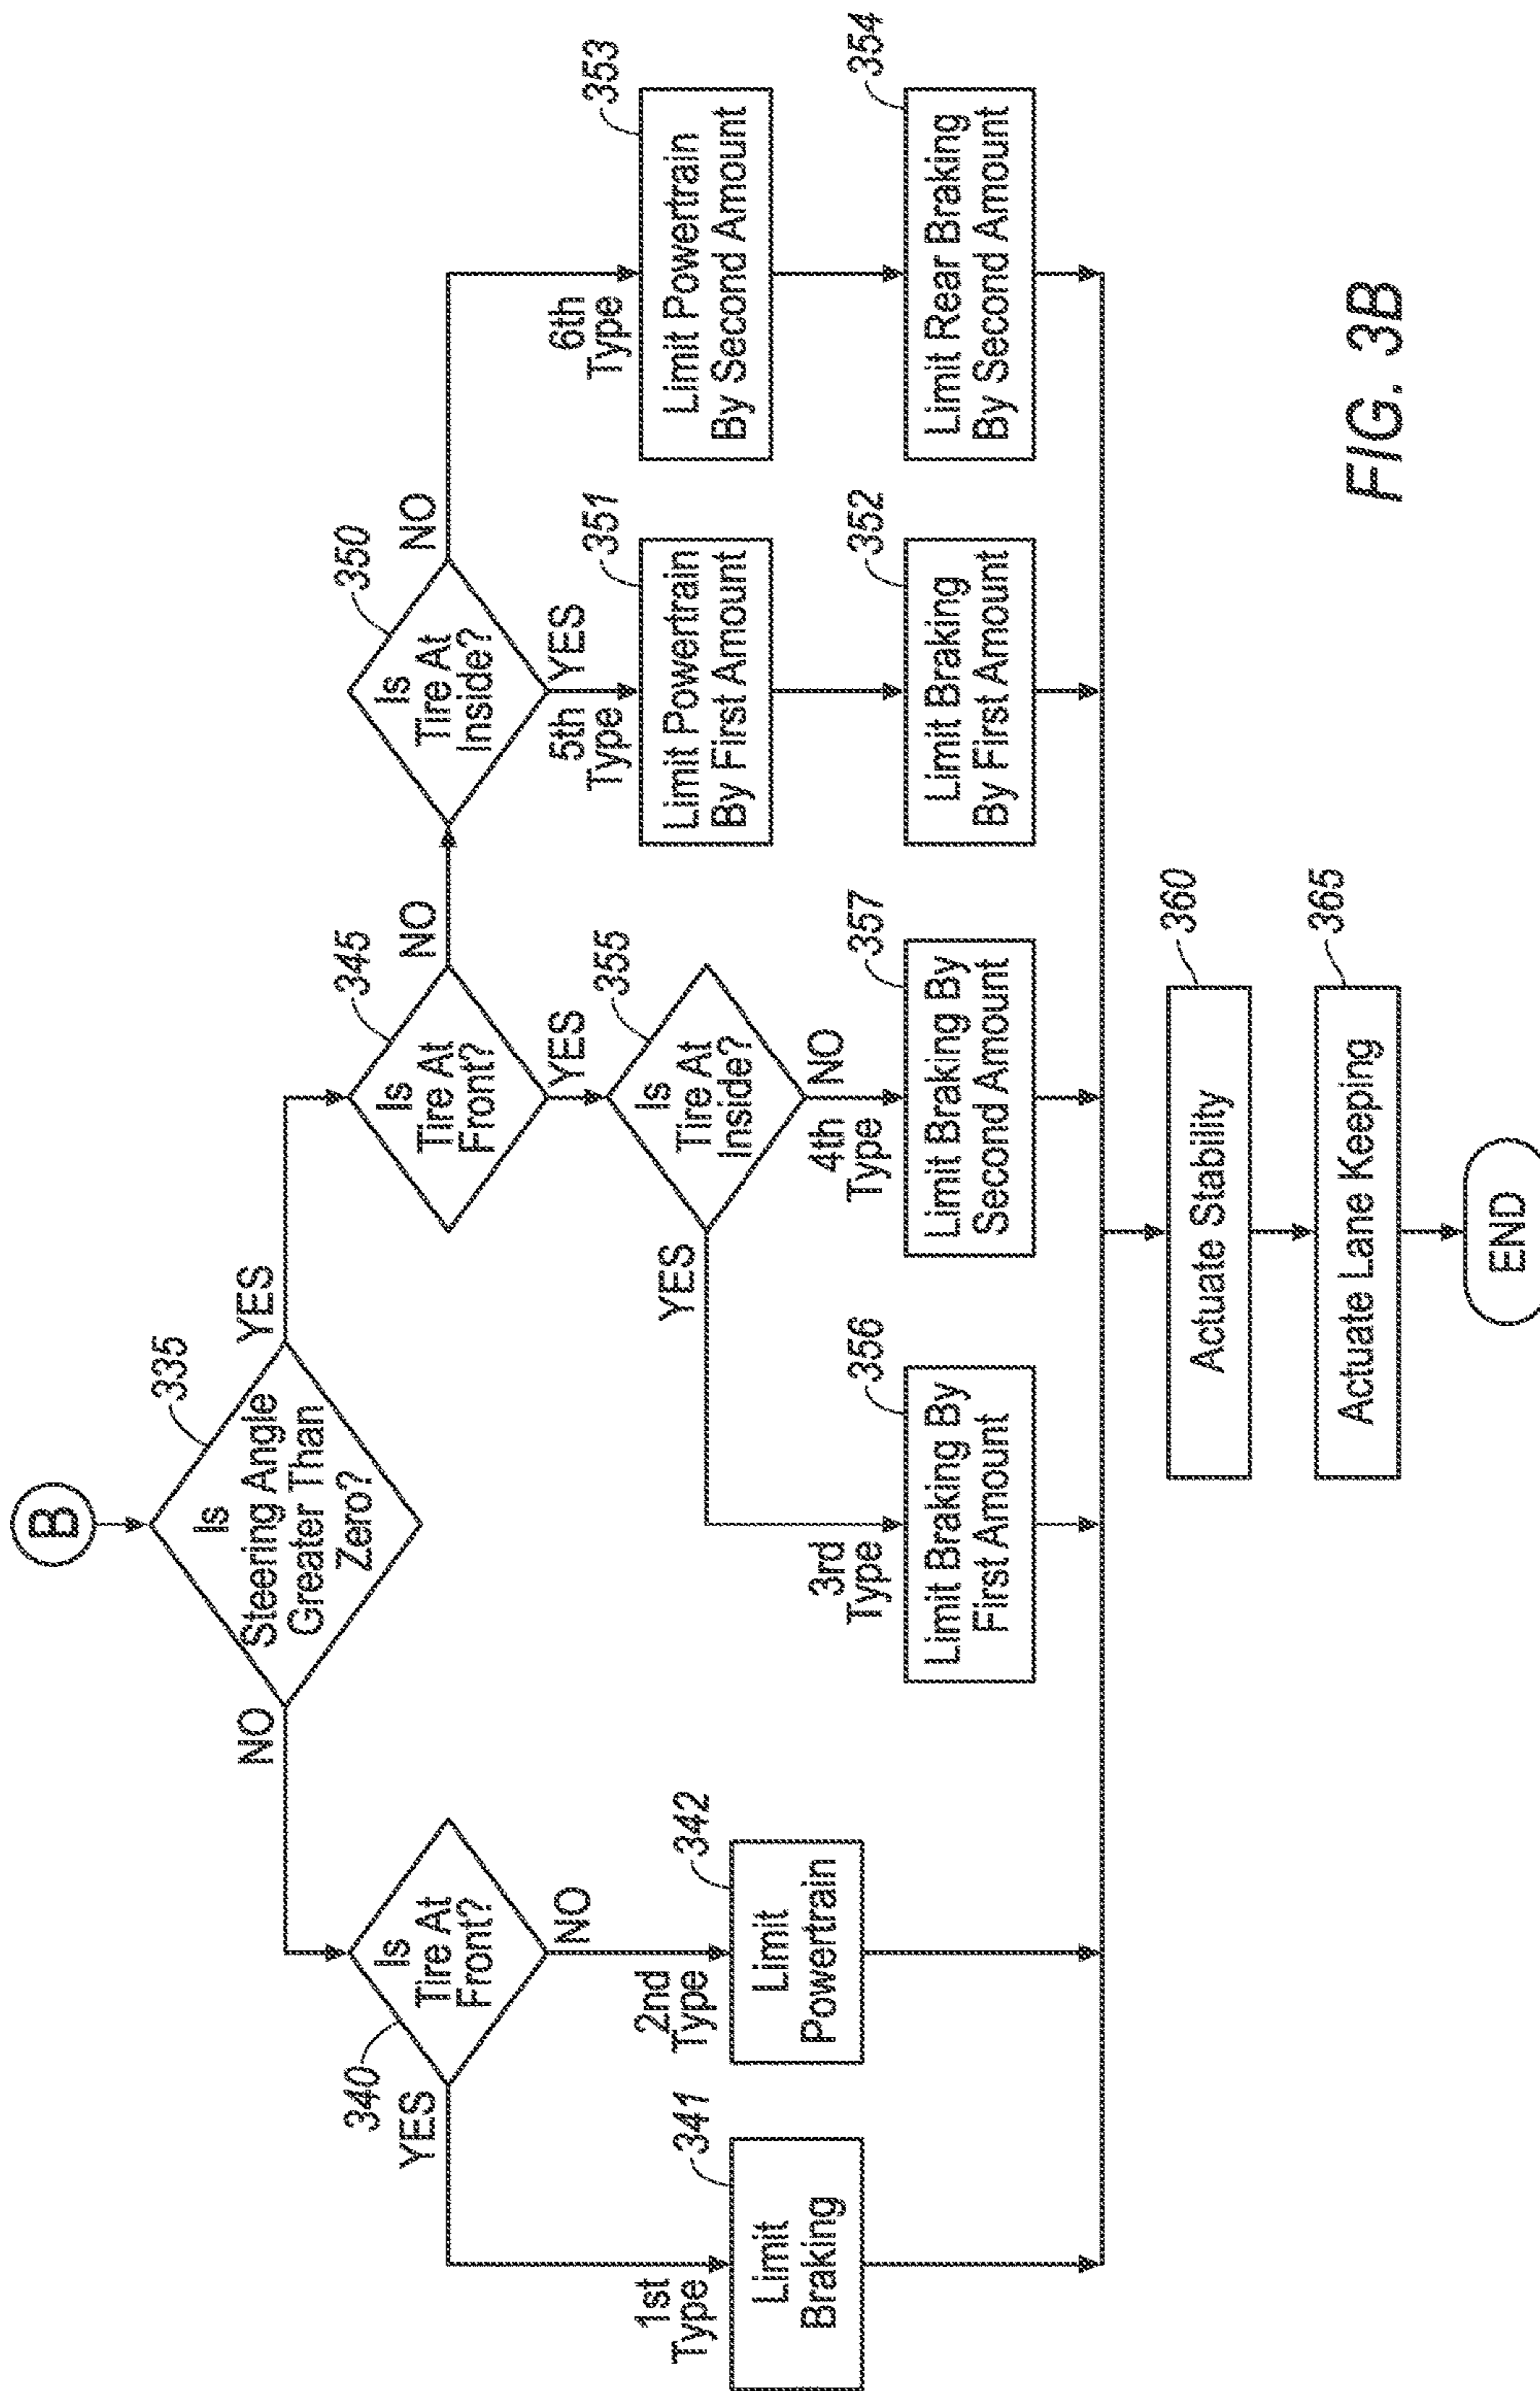 B
335
Is
Steering Angle
Greater Than
Zero?
NO
YES
340
Is
Tire At
Front?
YES
NO
345
Is
Tire At
Front?
NO
YES
350
Is
Tire At
Inside?
NO
YES
355
Is
Tire At
Inside?
YES
NO
1st
Type
341
Limit
Braking
2nd
Type
342
Limit
Powertrain
3rd
Type
356
Limit Braking By
First Amount
4th
Type
357
Limit Braking By
Second Amount
5th
Type
351
Limit Powertrain
By First Amount
352
Limit Braking
By First Amount
6th
Type
353
Limit Powertrain
By Second Amount
354
Limit Rear Braking
By Second Amount
360
Actuate Stability
365
Actuate Lane Keeping
END
FIG. 3B